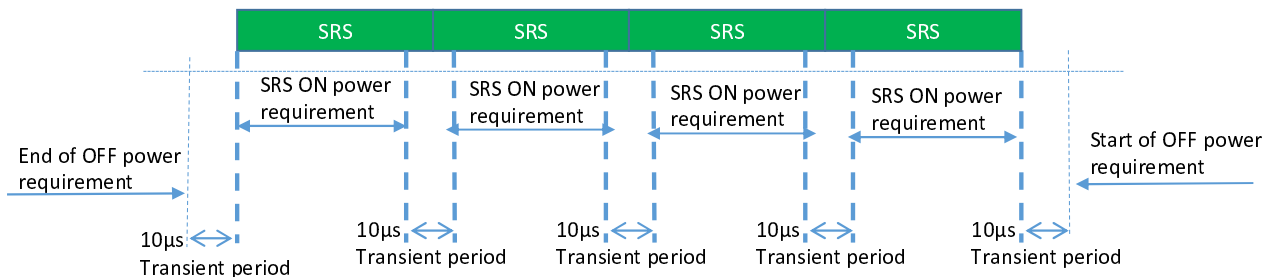 SRS SRS SRS SRS
SRS ON power
requirement
SRS ON power
requirement
SRS ON power
requirement
SRS ON power
requirement
End of OFF power
requirement
Start of OFF power
requirement
10µs
Transient period
10µs
Transient period
10µs
Transient period
10µs
Transient period
10µs
Transient period